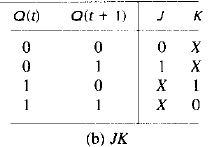 Q(t) Q(t + 1) J K
0 0 0 X
0 1 1 X
1 0 X 1
1 1 X 0
(b) JK